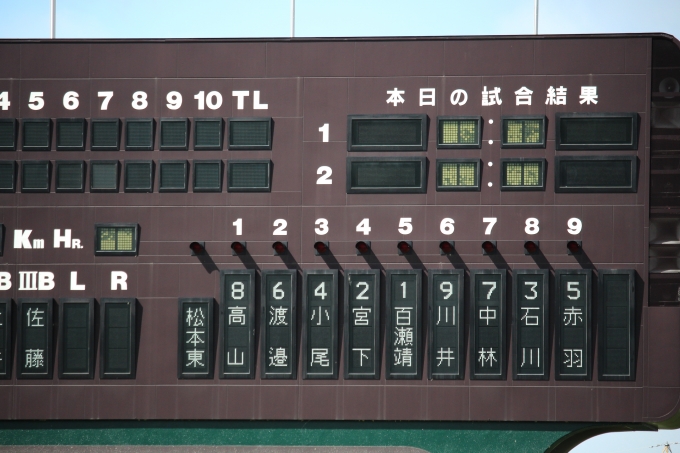 4 5 6 7 8 9 10 TL
本日の試合結果
1
2
Km HR.
1 2 3 4 5 6 7 8 9
B ⅢB L R
佐藤
松本東
8 高山
6 渡邉
4 小尾
2 宮下
1 百瀬靖
9 川井
7 中林
3 石川
5 赤羽